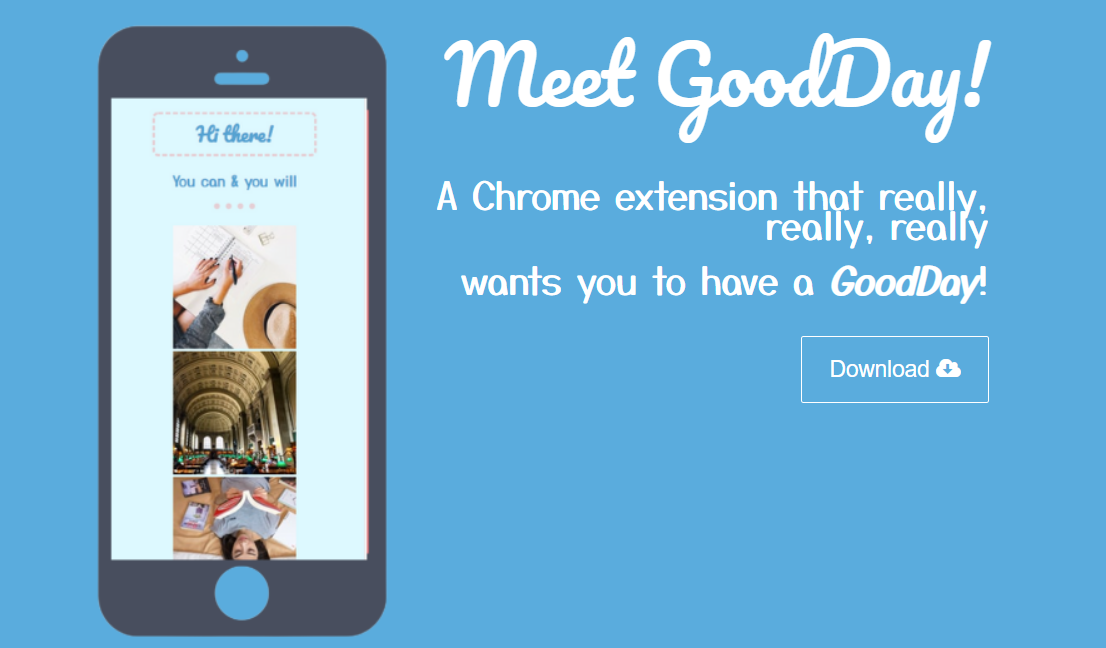 Hi there!
You can & you will
Meet GoodDay!
A Chrome extension that really,
really, really
wants you to have a GoodDay!
Download